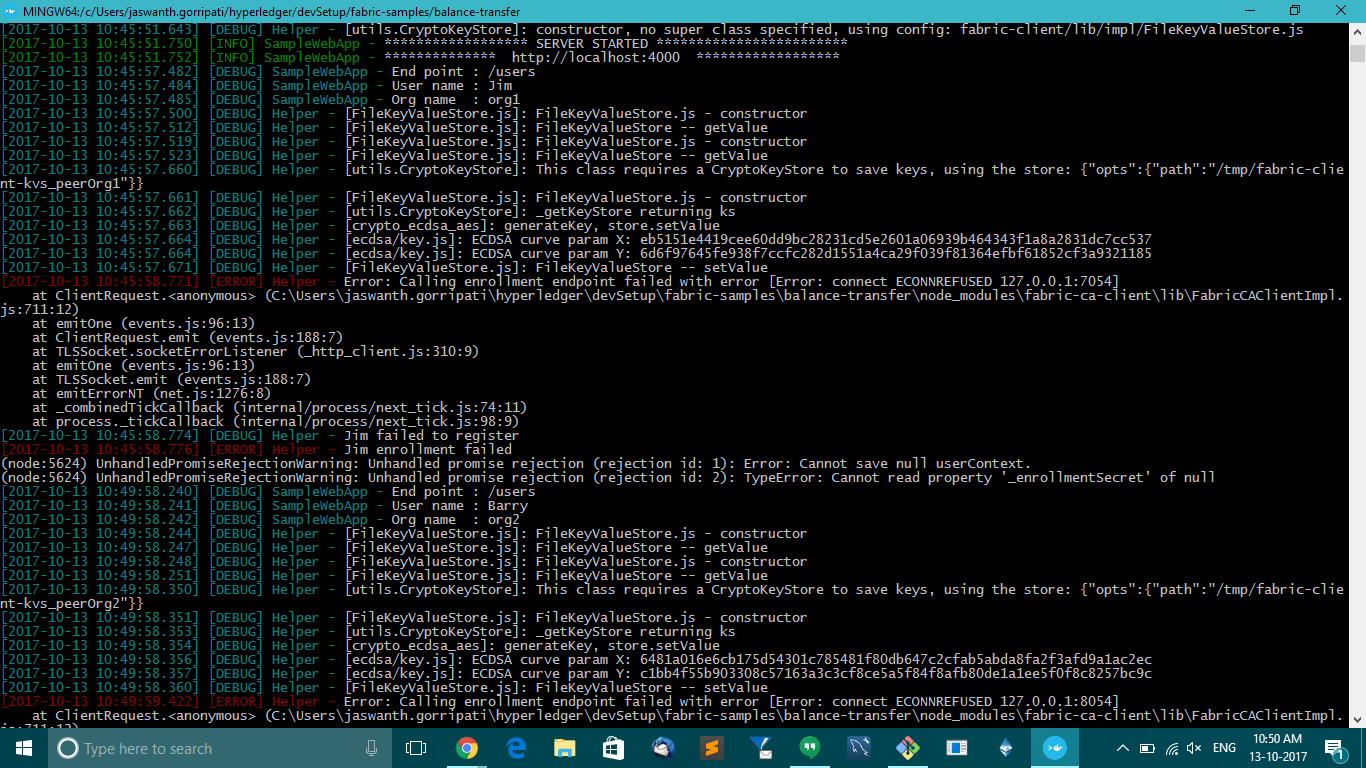 MINGW64:/c/Users/jaswanth.gorripati/hyperledger/devSetup/fabric-samples/balance-transfer
[2017-10-13 10:45:51.643] [DEBUG] Helper - [utils.CryptoKeyStore]: constructor, no super class specified, using config: fabric-client/lib/impl/FileKeyValueStore.js
[2017-10-13 10:45:51.750] [INFO] SampleWebApp - ****************** SERVER STARTED ************************
[2017-10-13 10:45:51.752] [INFO] SampleWebApp - **************  http://localhost:4000  ******************
[2017-10-13 10:45:57.482] [DEBUG] SampleWebApp - End point : /users
[2017-10-13 10:45:57.484] [DEBUG] SampleWebApp - User name : Jim
[2017-10-13 10:45:57.485] [DEBUG] SampleWebApp - Org name  : org1
[2017-10-13 10:45:57.500] [DEBUG] Helper - [FileKeyValueStore.js]: FileKeyValueStore.js - constructor
[2017-10-13 10:45:57.512] [DEBUG] Helper - [FileKeyValueStore.js]: FileKeyValueStore -- getValue
[2017-10-13 10:45:57.519] [DEBUG] Helper - [FileKeyValueStore.js]: FileKeyValueStore.js - constructor
[2017-10-13 10:45:57.523] [DEBUG] Helper - [FileKeyValueStore.js]: FileKeyValueStore -- getValue
[2017-10-13 10:45:57.660] [DEBUG] Helper - [utils.CryptoKeyStore]: This class requires a CryptoKeyStore to save keys, using the store: {"opts":{"path":"/tmp/fabric-clie
nt-kvs_peerOrg1"}}
[2017-10-13 10:45:57.661] [DEBUG] Helper - [FileKeyValueStore.js]: FileKeyValueStore.js - constructor
[2017-10-13 10:45:57.662] [DEBUG] Helper - [utils.CryptoKeyStore]: _getKeyStore returning ks
[2017-10-13 10:45:57.663] [DEBUG] Helper - [crypto_ecdsa_aes]: generateKey, store.setValue
[2017-10-13 10:45:57.664] [DEBUG] Helper - [ecdsa/key.js]: ECDSA curve param X: eb5151e4419cee60dd9bc28231cd5e2601a06939b464343f1a8a2831dc7cc537
[2017-10-13 10:45:57.664] [DEBUG] Helper - [ecdsa/key.js]: ECDSA curve param Y: 6d6f97645fe938f7ccfc282d1551a4ca29f039f81364efbf61852cf3a9321185
[2017-10-13 10:45:57.671] [DEBUG] Helper - [FileKeyValueStore.js]: FileKeyValueStore -- setValue
[2017-10-13 10:45:58.771] [ERROR] Helper - Error: Calling enrollment endpoint failed with error [Error: connect ECONNREFUSED 127.0.0.1:7054]
    at ClientRequest.<anonymous> (C:\Users\jaswanth.gorripati\hyperledger\devSetup\fabric-samples\balance-transfer\node_modules\fabric-ca-client\lib\FabricCAClientImpl.
js:711:12)
    at emitOne (events.js:96:13)
    at ClientRequest.emit (events.js:188:7)
    at TLSSocket.socketErrorListener (_http_client.js:310:9)
    at emitOne (events.js:96:13)
    at TLSSocket.emit (events.js:188:7)
    at emitErrorNT (net.js:1276:8)
    at _combinedTickCallback (internal/process/next_tick.js:74:11)
    at process._tickCallback (internal/process/next_tick.js:98:9)
[2017-10-13 10:45:58.774] [DEBUG] Helper - Jim failed to register
[2017-10-13 10:45:58.776] [ERROR] Helper - Jim enrollment failed
(node:5624) UnhandledPromiseRejectionWarning: Unhandled promise rejection (rejection id: 1): Error: Cannot save null userContext.
(node:5624) UnhandledPromiseRejectionWarning: Unhandled promise rejection (rejection id: 2): TypeError: Cannot read property '_enrollmentSecret' of null
[2017-10-13 10:49:58.240] [DEBUG] SampleWebApp - End point : /users
[2017-10-13 10:49:58.241] [DEBUG] SampleWebApp - User name : Barry
[2017-10-13 10:49:58.242] [DEBUG] SampleWebApp - Org name  : org2
[2017-10-13 10:49:58.244] [DEBUG] Helper - [FileKeyValueStore.js]: FileKeyValueStore.js - constructor
[2017-10-13 10:49:58.247] [DEBUG] Helper - [FileKeyValueStore.js]: FileKeyValueStore -- getValue
[2017-10-13 10:49:58.248] [DEBUG] Helper - [FileKeyValueStore.js]: FileKeyValueStore.js - constructor
[2017-10-13 10:49:58.251] [DEBUG] Helper - [FileKeyValueStore.js]: FileKeyValueStore -- getValue
[2017-10-13 10:49:58.350] [DEBUG] Helper - [utils.CryptoKeyStore]: This class requires a CryptoKeyStore to save keys, using the store: {"opts":{"path":"/tmp/fabric-clie
nt-kvs_peerOrg2"}}
[2017-10-13 10:49:58.351] [DEBUG] Helper - [FileKeyValueStore.js]: FileKeyValueStore.js - constructor
[2017-10-13 10:49:58.353] [DEBUG] Helper - [utils.CryptoKeyStore]: _getKeyStore returning ks
[2017-10-13 10:49:58.354] [DEBUG] Helper - [crypto_ecdsa_aes]: generateKey, store.setValue
[2017-10-13 10:49:58.356] [DEBUG] Helper - [ecdsa/key.js]: ECDSA curve param X: 6481a016e6cb175d54301c785481f80db647c2cfab5abda8fa2f3afd9a1ac2ec
[2017-10-13 10:49:58.357] [DEBUG] Helper - [ecdsa/key.js]: ECDSA curve param Y: c1bb4f55b903308c57163a3c3cf8ce5a5f84f8afb80de1a1ee5f0f8c8257bc9c
[2017-10-13 10:49:58.360] [DEBUG] Helper - [FileKeyValueStore.js]: FileKeyValueStore -- setValue
[2017-10-13 10:49:59.422] [ERROR] Helper - Error: Calling enrollment endpoint failed with error [Error: connect ECONNREFUSED 127.0.0.1:8054]
    at ClientRequest.<anonymous> (C:\Users\jaswanth.gorripati\hyperledger\devSetup\fabric-samples\balance-transfer\node_modules\fabric-ca-client\lib\FabricCAClientImpl.
js:711:12)
Type here to search
ENG
10:50 AM
13-10-2017
1